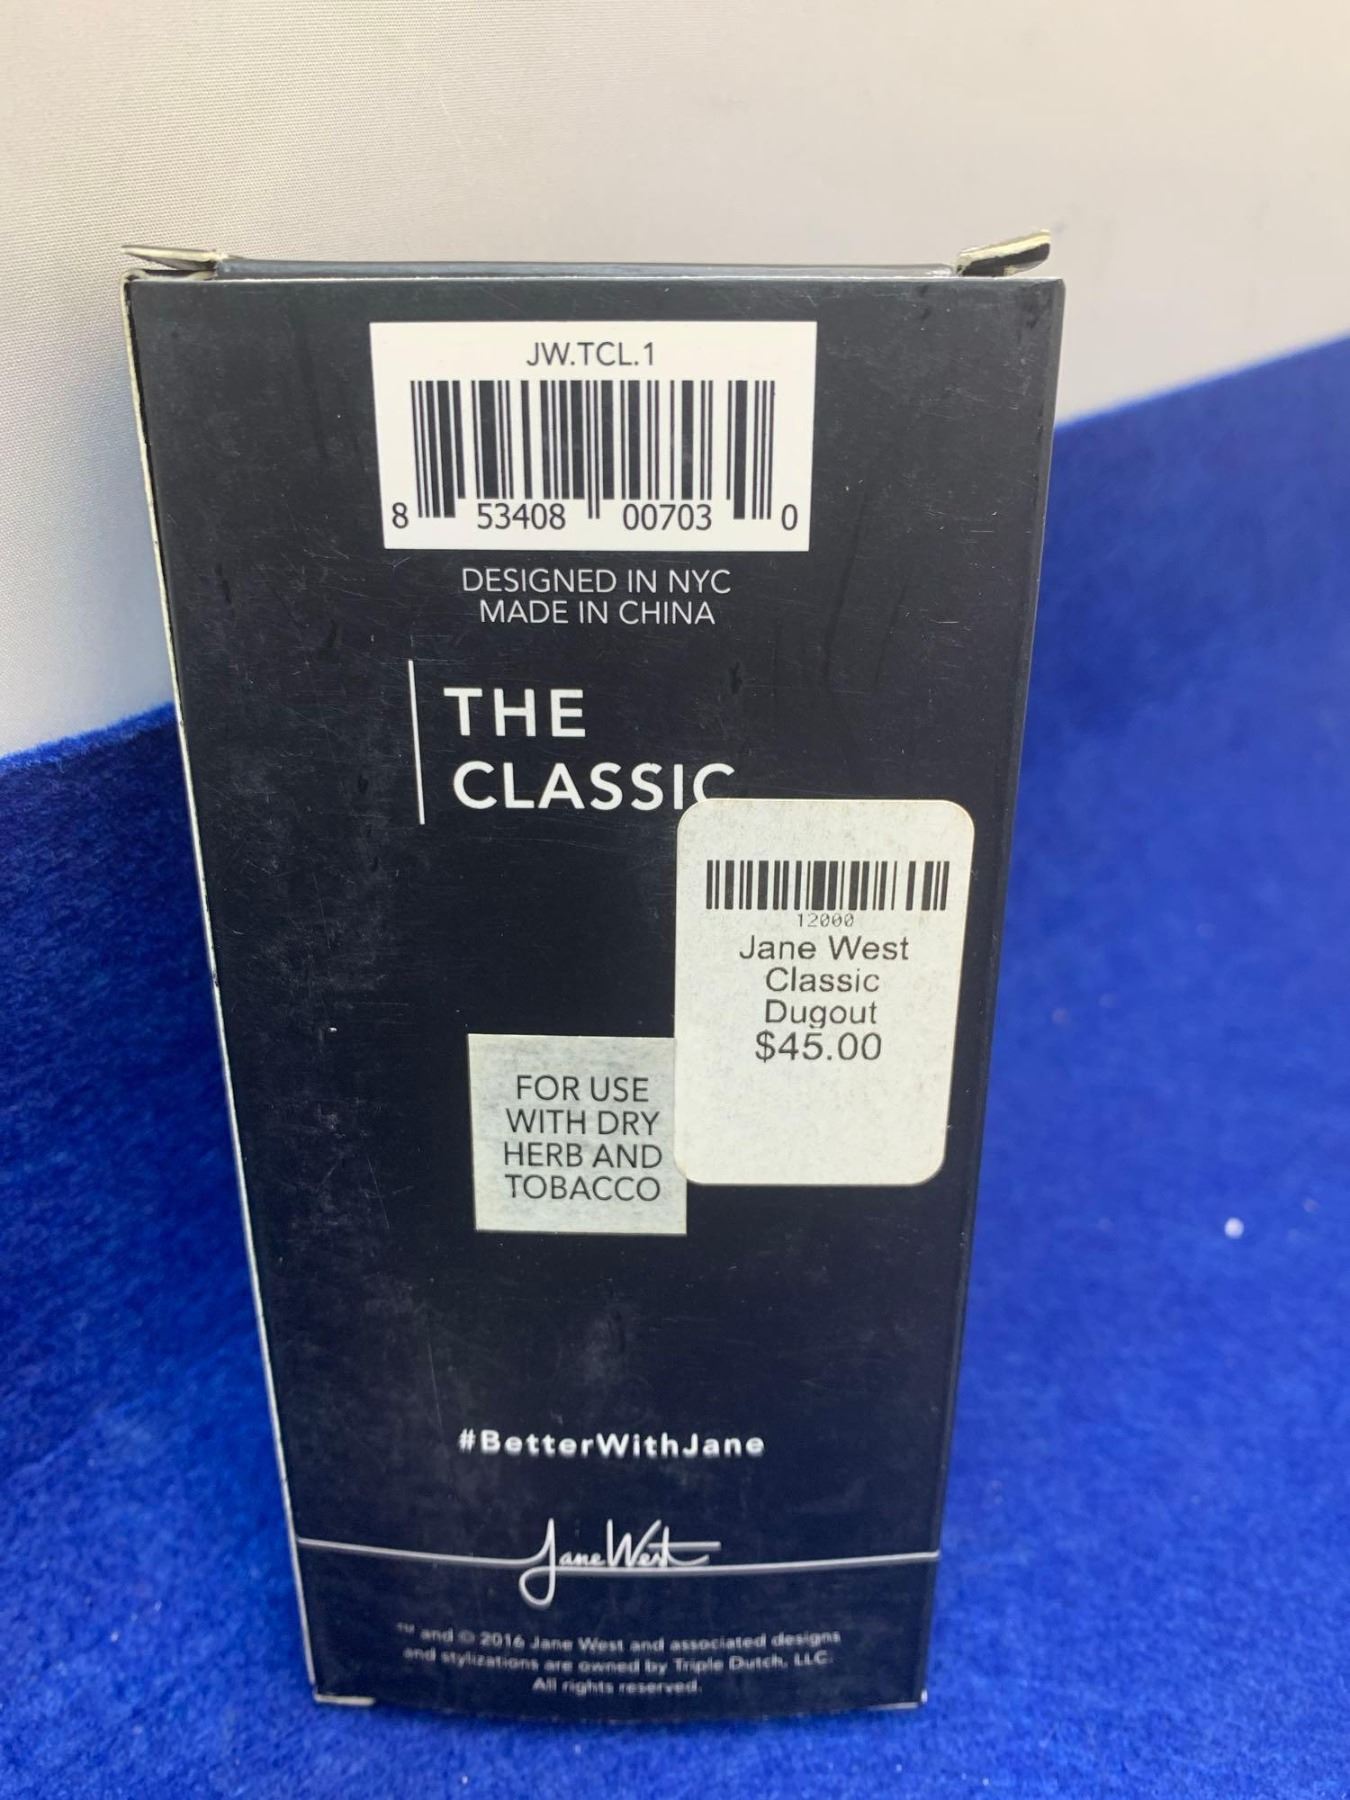 JW.TCL.1
8 53408 00703 0
DESIGNED IN NYC
MADE IN CHINA
THE
CLASSIC
12000
Jane West
Classic
Dugout
$45.00
FOR USE
WITH DRY
HERB AND
TOBACCO
#BetterWithJane
Jane West
™ and © 2016 Jane West and associated designs
and stylizations are owned by Triple Dutch, LLC.
All rights reserved.